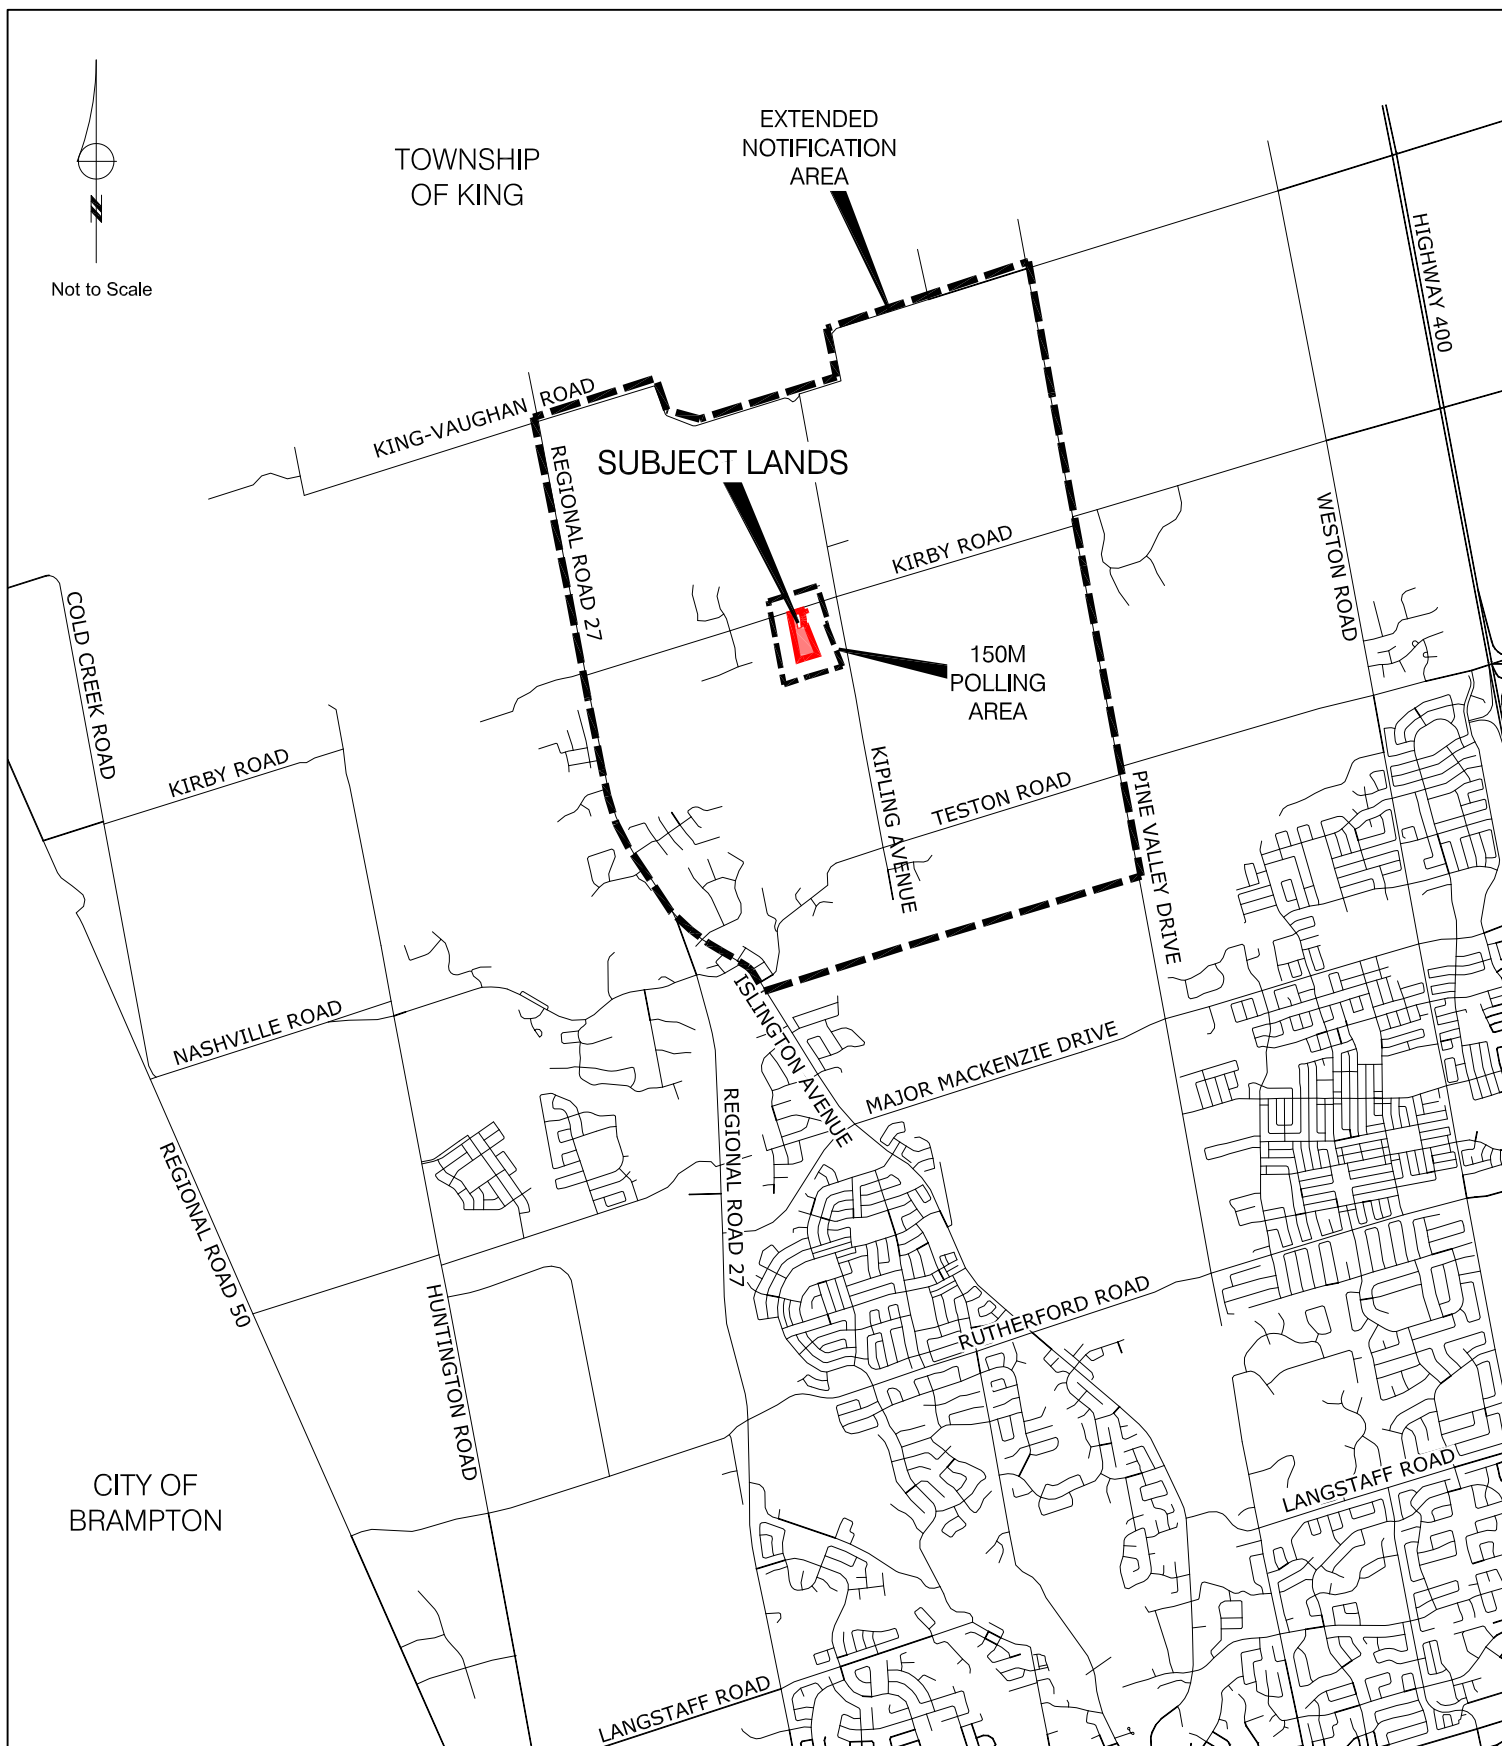 EXTENDED
NOTIFICATION
AREA
TOWNSHIP
OF KING
N
Not to Scale
HIGHWAY 400
KING-VAUGHAN ROAD
REGIONAL ROAD 27
SUBJECT LANDS
KIRBY ROAD
WESTON ROAD
COLD CREEK ROAD
150M
POLLING
AREA
KIRBY ROAD
KIPLING AVENUE
TESTON ROAD
PINE VALLEY DRIVE
NASHVILLE ROAD
ISLINGTON AVENUE
MAJOR MACKENZIE DRIVE
REGIONAL ROAD 27
REGIONAL ROAD 50
HUNTINGTON ROAD
RUTHERFORD ROAD
CITY OF
BRAMPTON
LANGSTAFF ROAD
LANGSTAFF ROAD